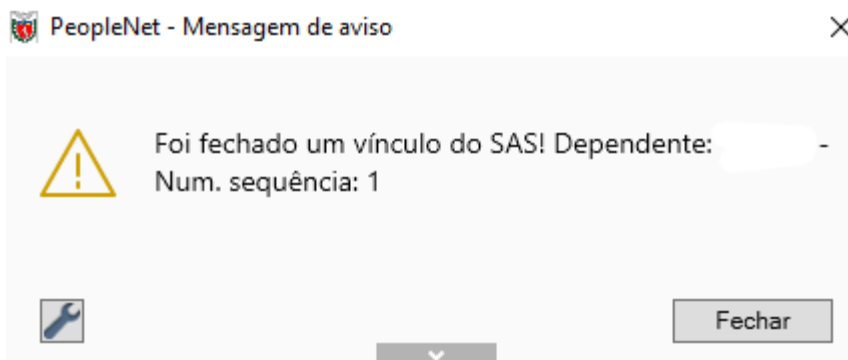 PeopleNet - Mensagem de aviso
Foi fechado um vínculo do SAS! Dependente: -
Num. sequência: 1
Fechar